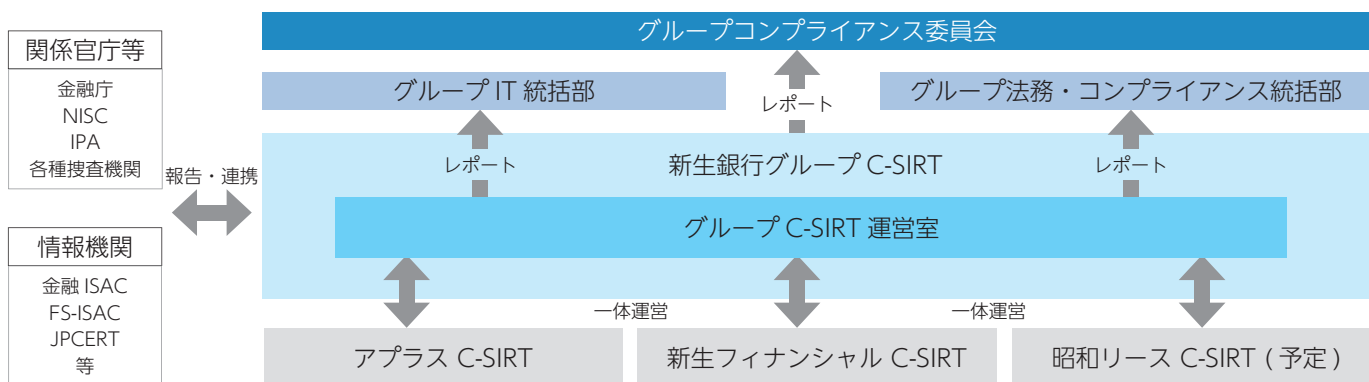 関係官庁等
金融庁
NISC
IPA
各種捜査機関
報告・連携
情報機関
金融 ISAC
FS-ISAC
JPCERT
等
グループコンプライアンス委員会
グループ IT 統括部
レポート
グループ法務・コンプライアンス統括部
レポート
新生銀行グループ C-SIRT
レポート
グループ C-SIRT 運営室
一体運営
一体運営
アプラス C-SIRT
新生フィナンシャル C-SIRT
昭和リース C-SIRT ( 予定 )